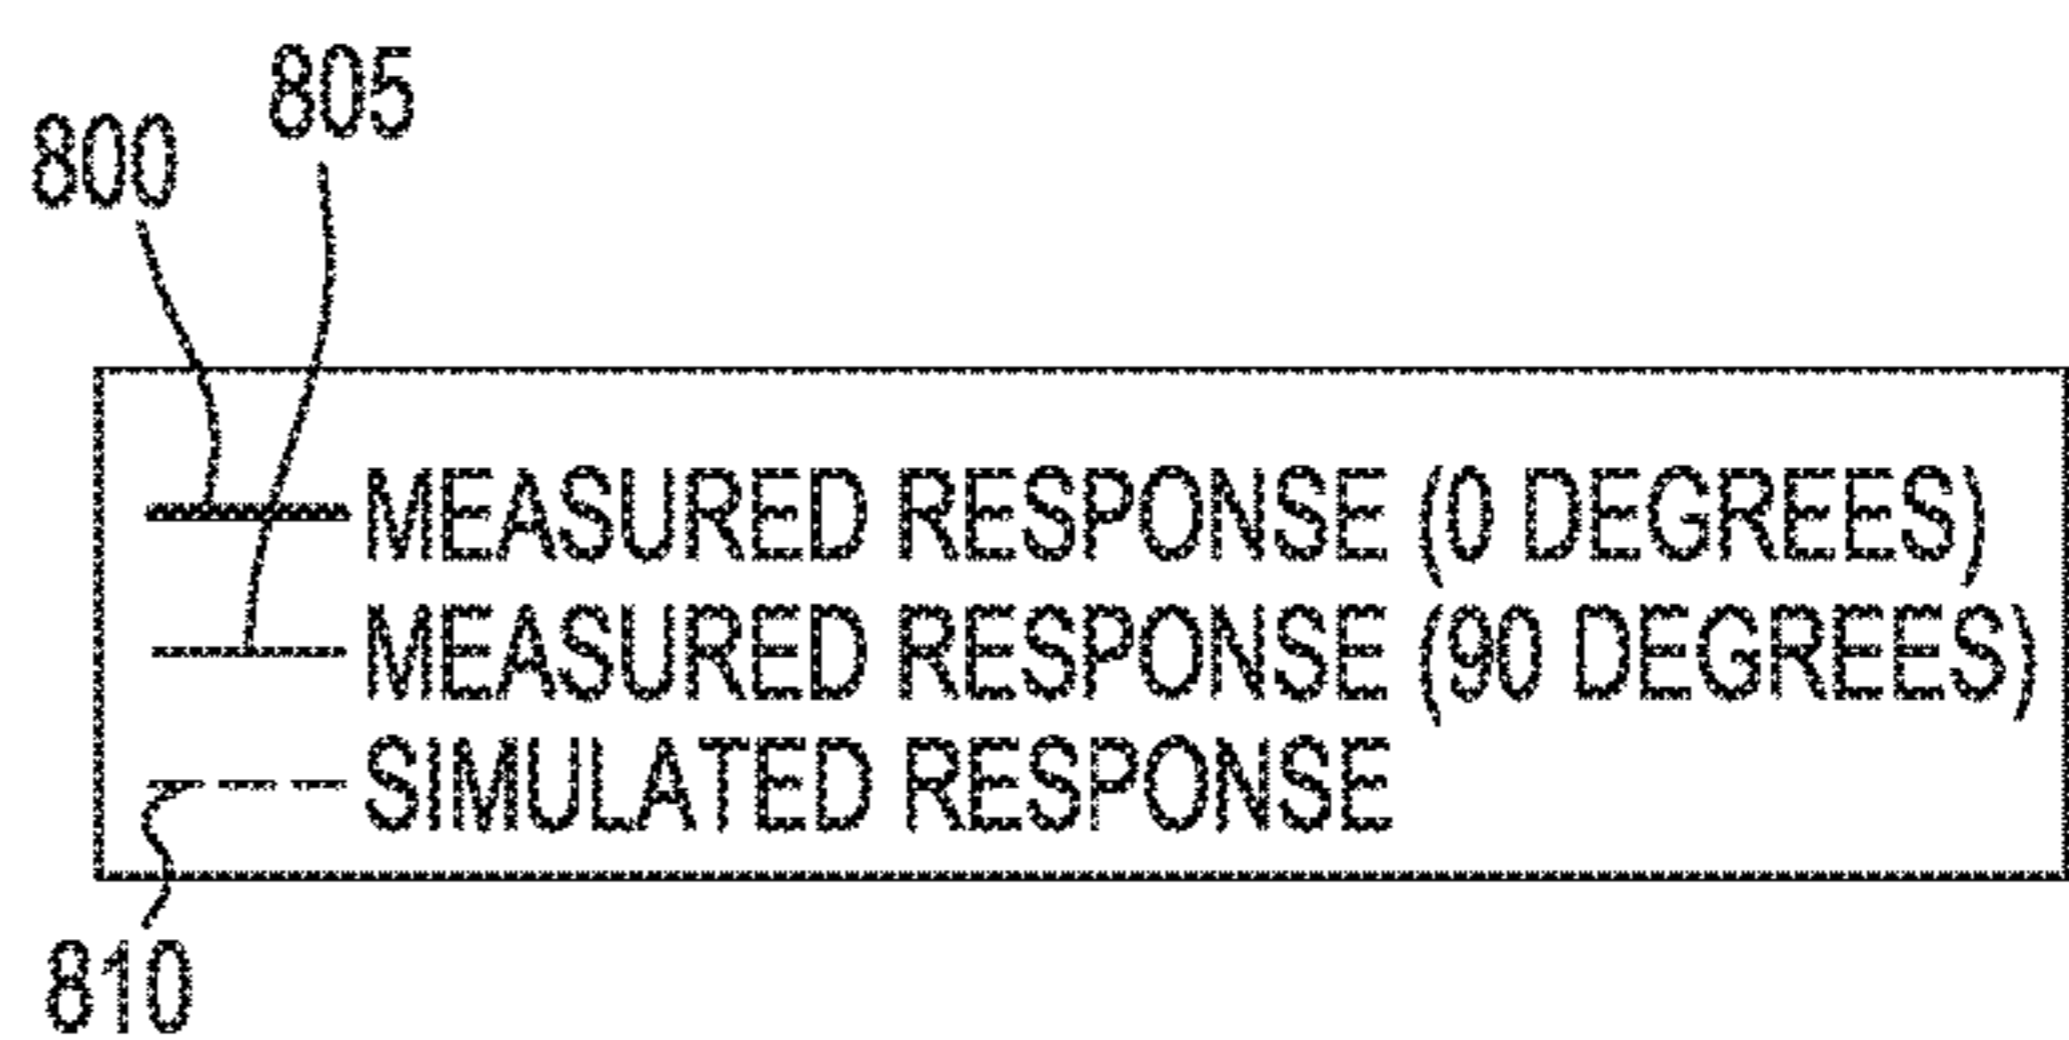 805
800
MEASURED RESPONSE (0 DEGREES)
MEASURED RESPONSE (90 DEGREES)
SIMULATED RESPONSE
810